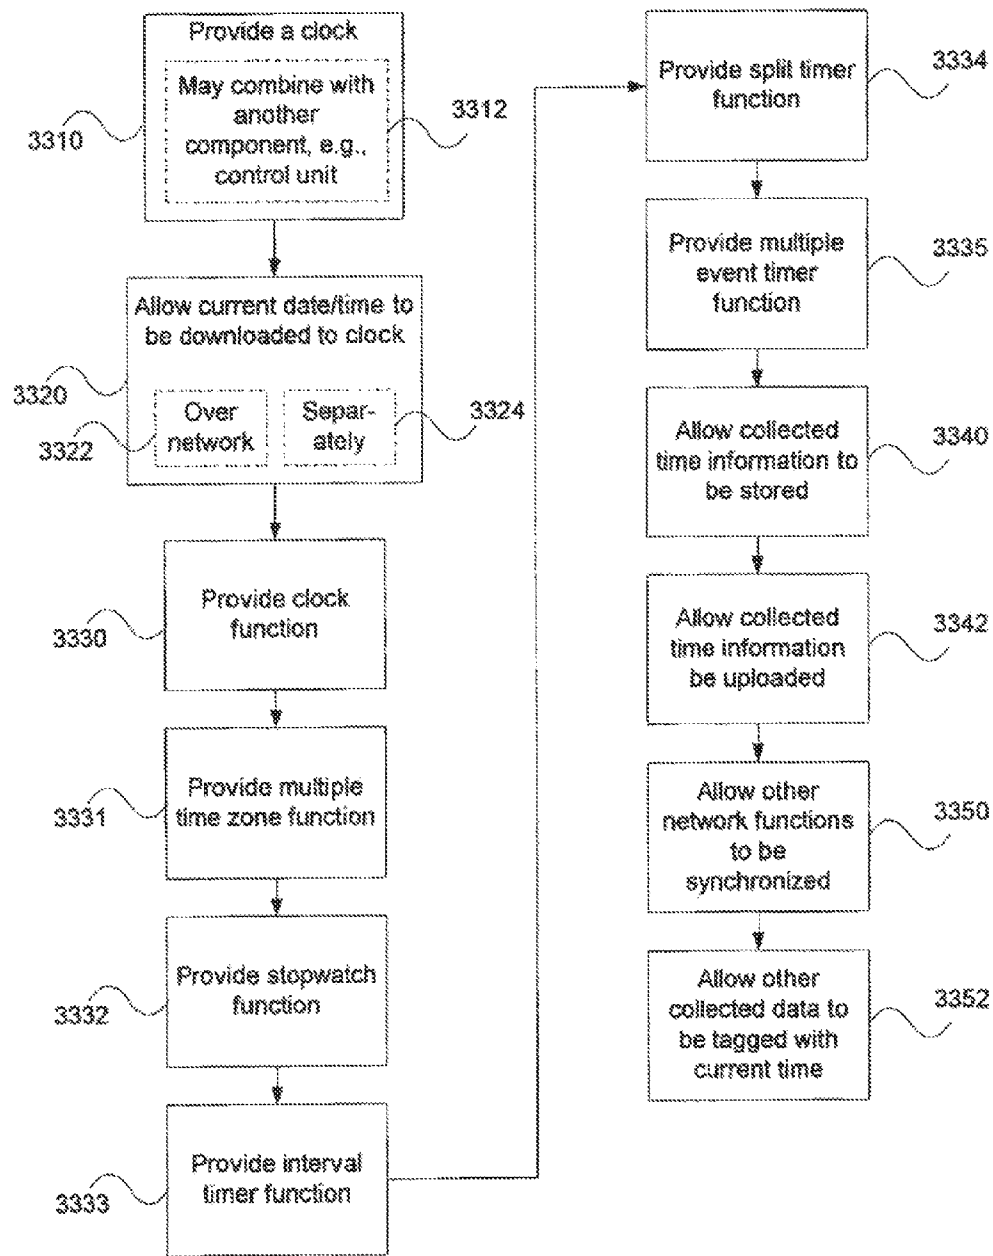 Provide a clock
May combine with
another
component, e.g.,
control unit
3310
3312
Allow current date/time to
be downloaded to clock
3320
Over
network
3322
Separ-
ately
3324
Provide clock
function
3330
Provide multiple
time zone function
3331
Provide stopwatch
function
3332
Provide interval
timer function
3333
Provide split timer
function
3334
Provide multiple
event timer
function
3335
Allow collected
time information to
be stored
3340
Allow collected
time information
be uploaded
3342
Allow other
network functions
to be
synchronized
3350
Allow other
collected data to
be tagged with
current time
3352